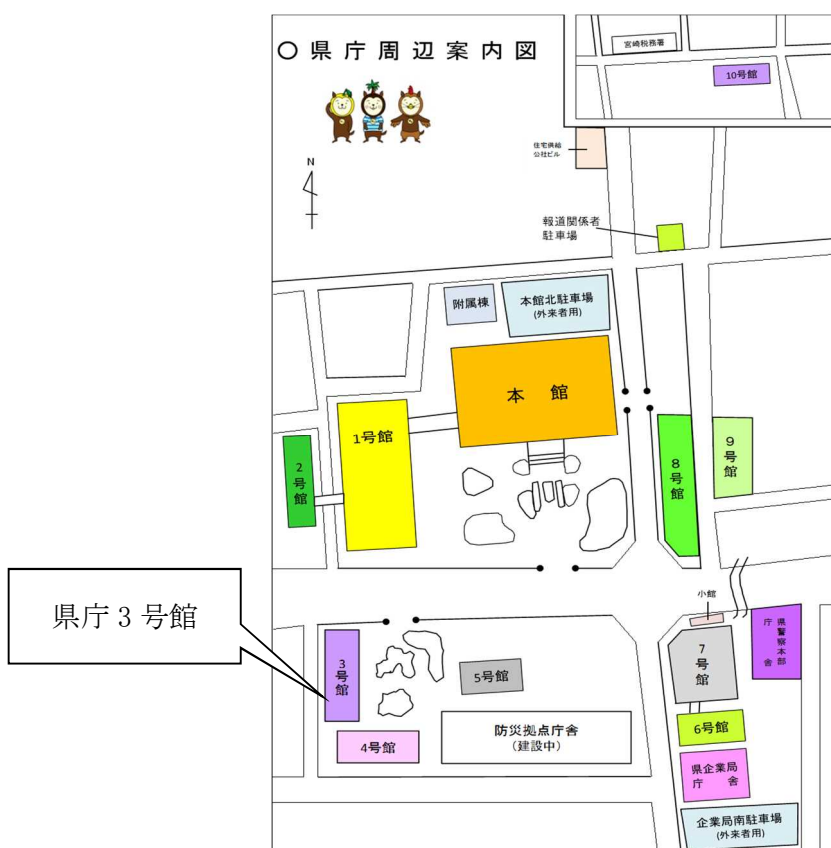 〇県庁周辺案内図
宮崎税務署
10号館
住宅供給
公社ビル
N
報道関係者
駐車場
附属棟
本館北駐車場
(外来者用)
本館
1号館
2号館
8号館
9号館
県庁3号館
小館
県警察本部
庁舎
3号館
5号館
7号館
防災拠点庁舎
(建設中)
4号館
6号館
県企業局
庁舎
企業局南駐車場
(外来者用)